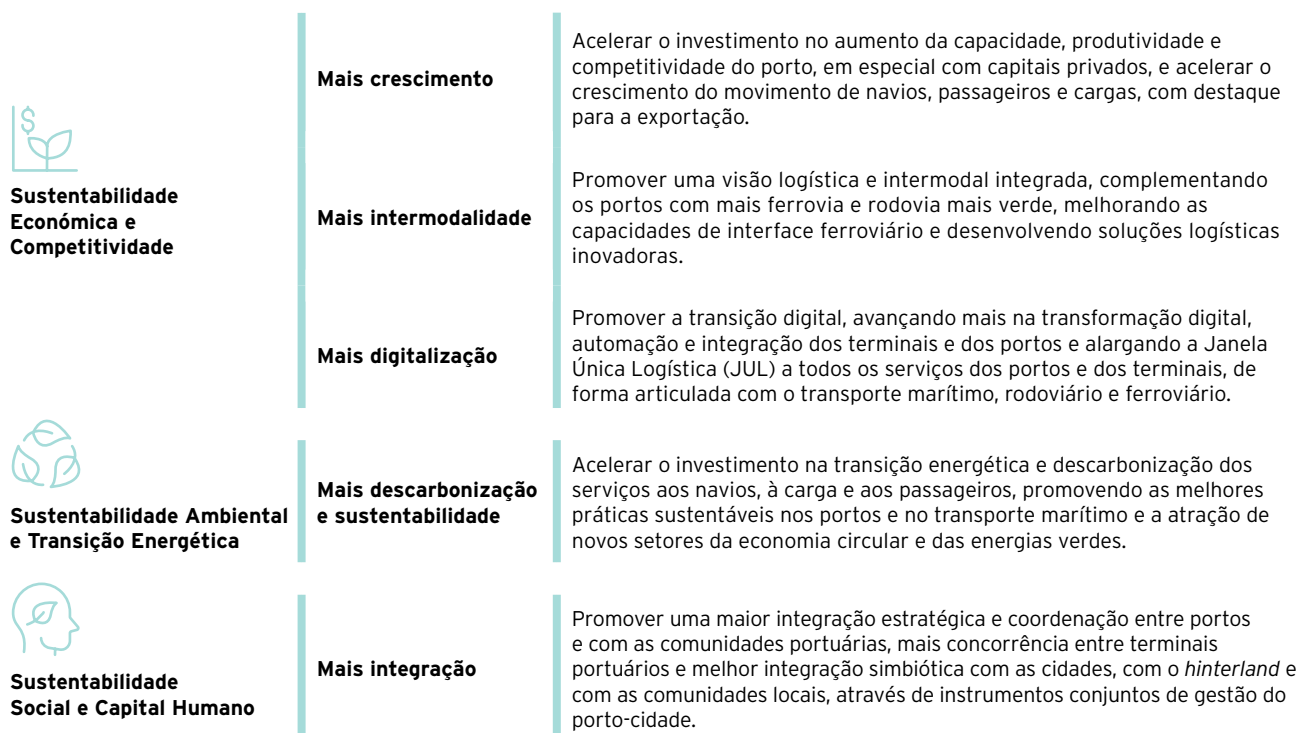 $
Sustentabilidade
Económica e
Competitividade
Mais crescimento
Acelerar o investimento no aumento da capacidade, produtividade e
competitividade do porto, em especial com capitais privados, e acelerar o
crescimento do movimento de navios, passageiros e cargas, com destaque
para a exportação.
Mais intermodalidade
Promover uma visão logística e intermodal integrada, complementando
os portos com mais ferrovia e rodovia mais verde, melhorando as
capacidades de interface ferroviário e desenvolvendo soluções logísticas
inovadoras.
Mais digitalização
Promover a transição digital, avançando mais na transformação digital,
automação e integração dos terminais e dos portos e alargando a Janela
Única Logística (JUL) a todos os serviços dos portos e dos terminais, de
forma articulada com o transporte marítimo, rodoviário e ferroviário.
Sustentabilidade Ambiental
e Transição Energética
Mais descarbonização
e sustentabilidade
Acelerar o investimento na transição energética e descarbonização dos
serviços aos navios, à carga e aos passageiros, promovendo as melhores
práticas sustentáveis nos portos e no transporte marítimo e a atração de
novos setores da economia circular e das energias verdes.
Sustentabilidade
Social e Capital Humano
Mais integração
Promover uma maior integração estratégica e coordenação entre portos
e com as comunidades portuárias, mais concorrência entre terminais
portuários e melhor integração simbiótica com as cidades, com o hinterland e
com as comunidades locais, através de instrumentos conjuntos de gestão do
porto-cidade.